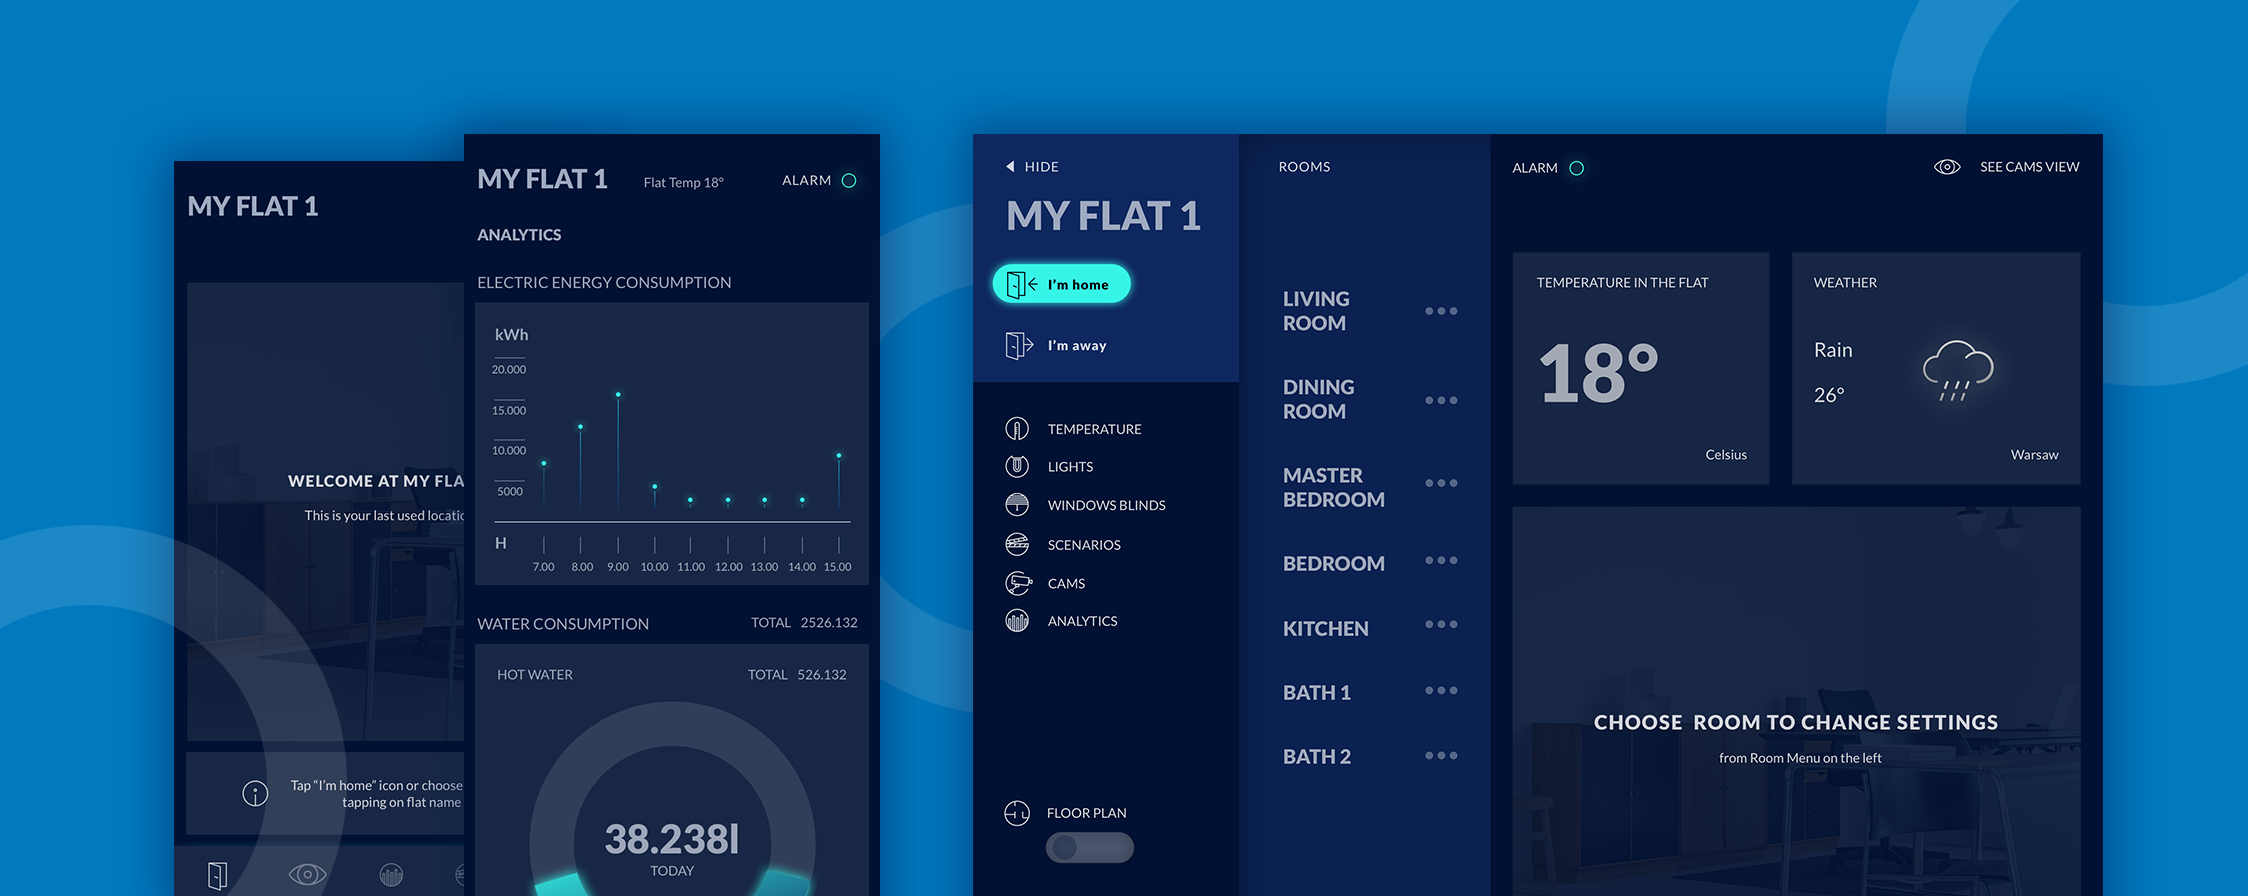 MY FLAT 1
WELCOME AT MY FLA
This is your last used locatio
Tap “I’m home” icon or choose
tapping on flat name
MY FLAT 1
Flat Temp 18°
ALARM
ANALYTICS
ELECTRIC ENERGY CONSUMPTION
kWh
20.000
15.000
10.000
5000
H
7.00 8.00 9.00 10.00 11.00 12.00 13.00 14.00 15.00
WATER CONSUMPTION
TOTAL 2526.132
HOT WATER
TOTAL 526.132
38.238l
TODAY
HIDE
MY FLAT 1
I’m home
I’m away
TEMPERATURE
LIGHTS
WINDOWS BLINDS
SCENARIOS
CAMS
ANALYTICS
FLOOR PLAN
ROOMS
LIVING
ROOM
DINING
ROOM
MASTER
BEDROOM
BEDROOM
KITCHEN
BATH 1
BATH 2
ALARM
SEE CAMS VIEW
TEMPERATURE IN THE FLAT
18°
Celsius
WEATHER
Rain
26°
Warsaw
CHOOSE ROOM TO CHANGE SETTINGS
from Room Menu on the left